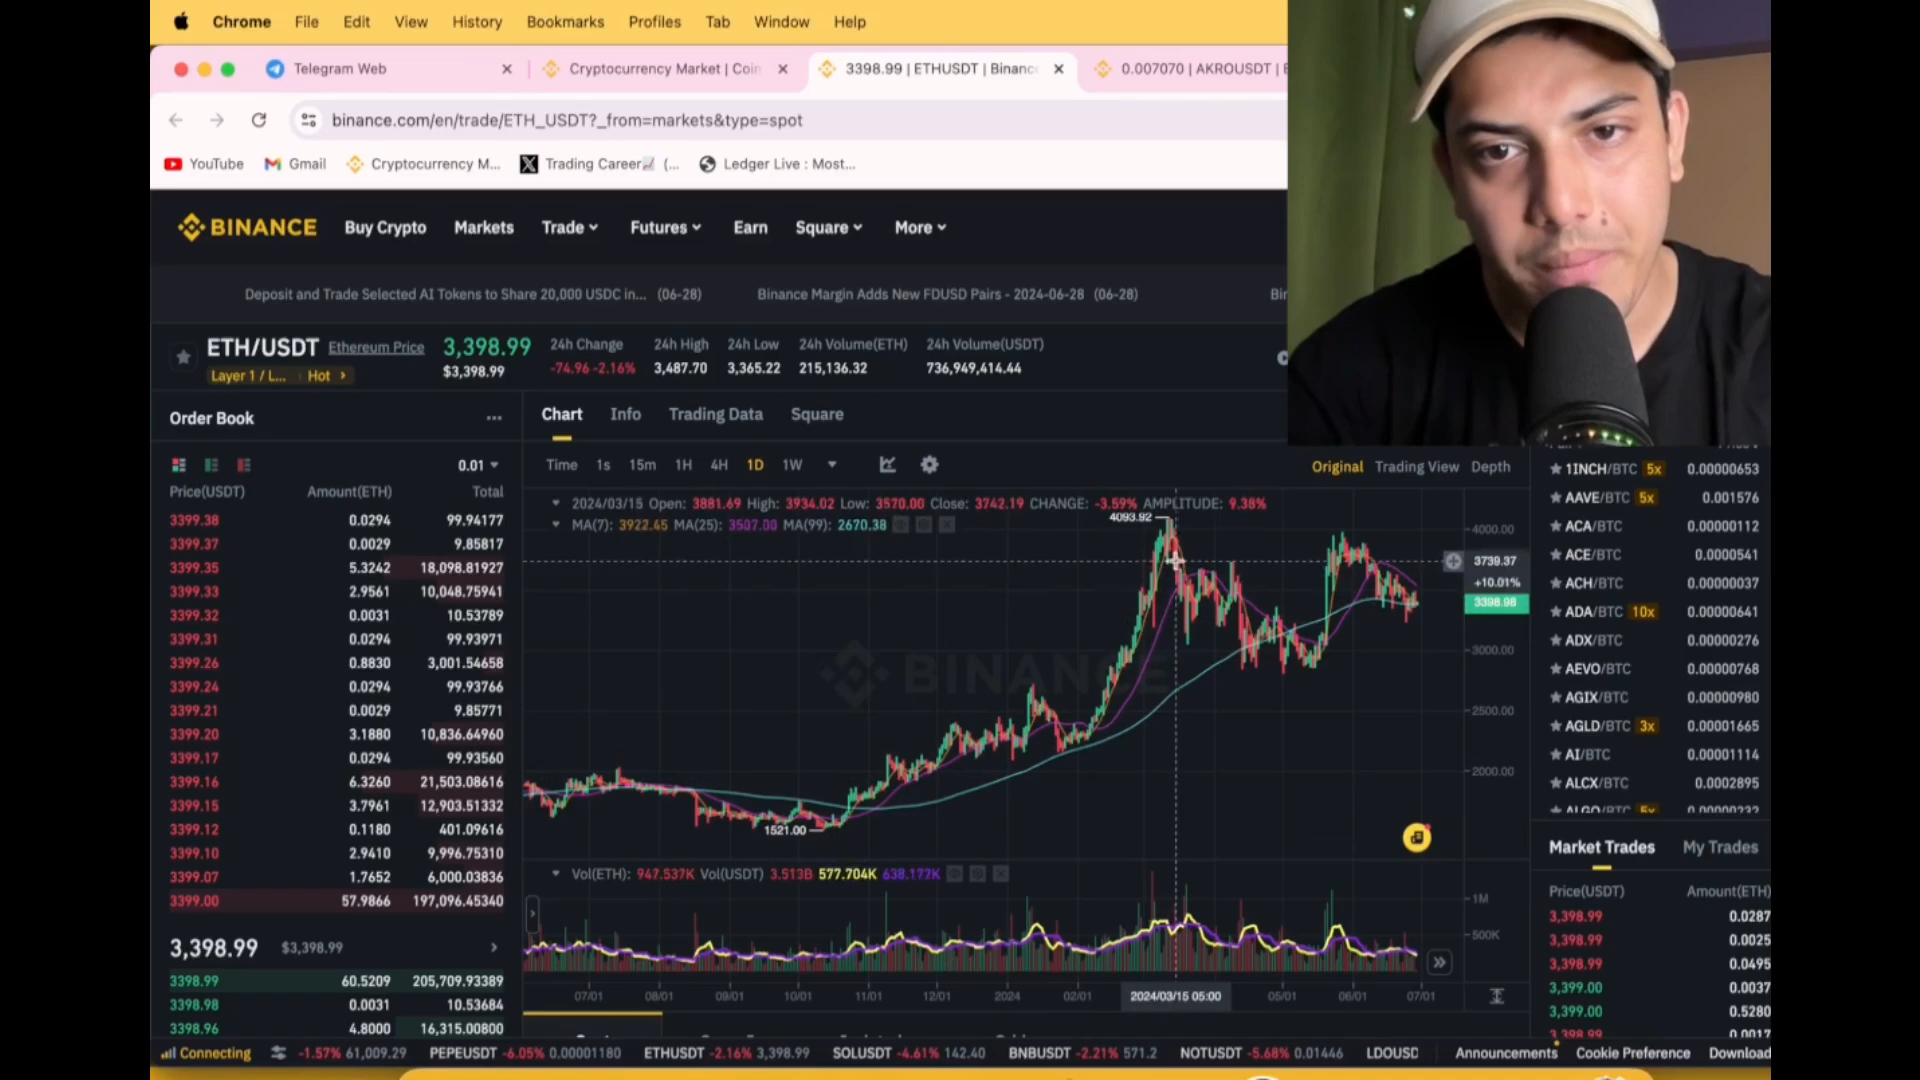 Chrome File Edit View History Bookmarks Profiles Tab Window Help
Telegram Web
Cryptocurrency Market | Coin
3398.99 | ETHUSDT | Binanc
0.007070 | AKROUSDT |
binance.com/en/trade/ETH_USDT?_from=markets&type=spot
YouTube Gmail Cryptocurrency M... Trading Career (... Ledger Live : Most...
BINANCE Buy Crypto Markets Trade Futures Earn Square More
Deposit and Trade Selected AI Tokens to Share 20,000 USDC in... (06-28) Binance Margin Adds New FDUSD Pairs - 2024-06-28 (06-28)
ETH/USDT Ethereum Price 3,398.99 24h Change 24h High 24h Low 24h Volume(ETH) 24h Volume(USDT)
Layer 1 / L... Hot $3,398.99 -74.96 -2.16% 3,487.70 3,365.22 215,136.32 736,949,414.44
Order Book
0.01
Price(USDT) Amount(ETH) Total
3399.38 0.0294 99.94177
3399.37 0.0029 9.85817
3399.35 5.3242 18,098.81927
3399.33 2.9561 10,048.75941
3399.32 0.0031 10.53789
3399.31 0.0294 99.93971
3399.26 0.8830 3,001.54658
3399.24 0.0294 99.93766
3399.21 0.0029 9.85771
3399.20 3.1880 10,836.64960
3399.17 0.0294 99.93560
3399.16 6.3260 21,503.08616
3399.15 3.7961 12,903.51332
3399.12 0.1180 401.09616
3399.10 2.9410 9,996.75310
3399.07 1.7652 6,000.03836
3399.00 57.9866 197,096.45340
3,398.99 $3,398.99
3398.99 60.5209 205,709.93389
3398.98 0.0031 10.53684
3398.96 4.8000 16,315.00800
Chart Info Trading Data Square
Time 1s 15m 1H 4H 1D 1W Original Trading View Depth
2024/03/15 Open: 3881.69 High: 3934.02 Low: 3570.00 Close: 3742.19 CHANGE: -3.59% AMPLITUDE: 9.38%
MA(7): 3922.45 MA(25): 3507.00 MA(99): 2670.38
4093.92
4000.00
3739.37
+10.01%
3398.98
3000.00
BINANCE
2500.00
2000.00
1521.00
Vol(ETH): 947.537K Vol(USDT) 3.513B 577.704K 638.177K
1M
500K
07/01 08/01 09/01 10/01 11/01 12/01 2024 02/01 2024/03/15 05:00 05/01 06/01 07/01
1INCH/BTC 5x 0.00000653
AAVE/BTC 5x 0.001576
ACA/BTC 0.00000112
ACE/BTC 0.0000541
ACH/BTC 0.00000037
ADA/BTC 10x 0.00000641
ADX/BTC 0.00000276
AEVO/BTC 0.00000768
AGIX/BTC 0.00000980
AGLD/BTC 3x 0.00001665
AI/BTC 0.00001114
ALCX/BTC 0.0002895
ALGO/BTC 5x
Market Trades My Trades
Price(USDT) Amount(ETH)
3,398.99 0.0287
3,398.99 0.0025
3,398.99 0.0495
3,399.00 0.0037
3,399.00 0.5280
3,398.99 0.0017
Connecting -1.57% 61,009.29 PEPEUSDT -6.05% 0.00001180 ETHUSDT -2.16% 3,398.99 SOLUSDT -4.61% 142.40 BNBUSDT -2.21% 571.2 NOTUSDT -5.68% 0.01446 LDOUSD Announcements Cookie Preference Download